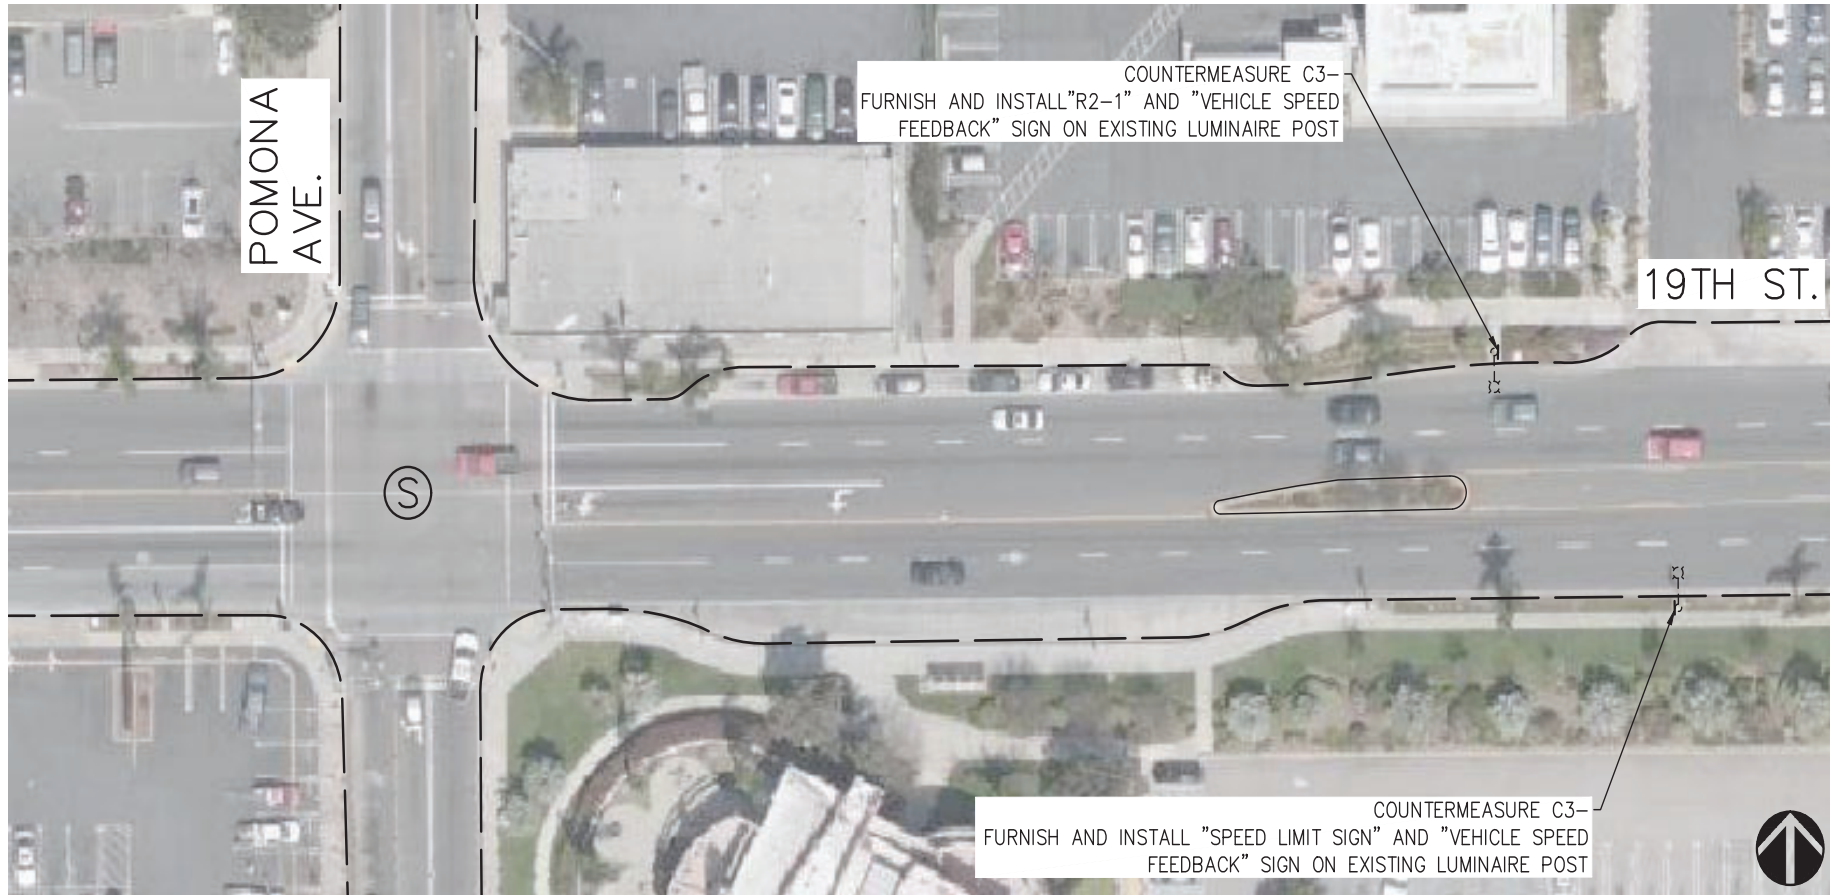 COUNTERMEASURE C3-
FURNISH AND INSTALL"R2-1" AND "VEHICLE SPEED
FEEDBACK" SIGN ON EXISTING LUMINAIRE POST
POMONA
AVE.
19TH ST.
S
COUNTERMEASURE C3-
FURNISH AND INSTALL "SPEED LIMIT SIGN" AND "VEHICLE SPEED
FEEDBACK" SIGN ON EXISTING LUMINAIRE POST